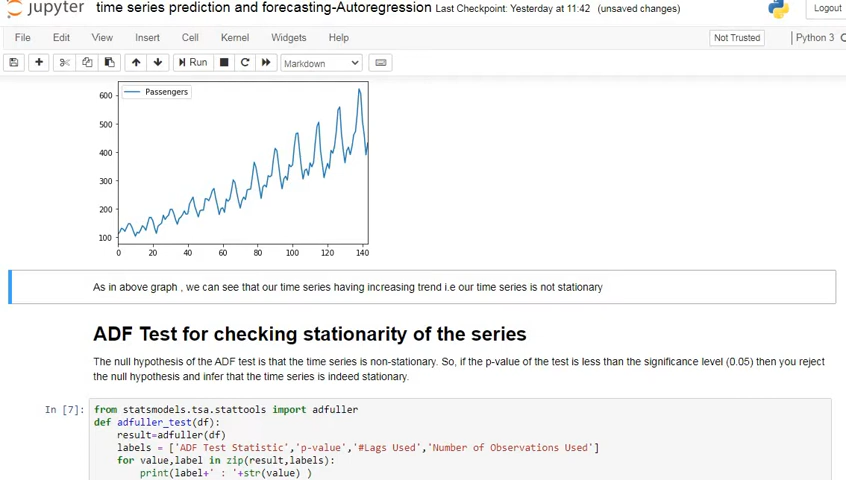 jupyter time series prediction and forecasting-Autoregression Last Checkpoint: Yesterday at 11:42 (unsaved changes) Logout
File Edit View Insert Cell Kernel Widgets Help Not Trusted Python 3
Run Markdown
Passengers
600
500
400
300
200
100
0 20 40 60 80 100 120 140
As in above graph , we can see that our time series having increasing trend i.e our time series is not stationary
ADF Test for checking stationarity of the series
The null hypothesis of the ADF test is that the time series is non-stationary. So, if the p-value of the test is less than the significance level (0.05) then you reject
the null hypothesis and infer that the time series is indeed stationary.
In [7]: from statsmodels.tsa.stattools import adfuller
def adfuller_test(df):
result=adfuller(df)
labels = ['ADF Test Statistic','p-value','#Lags Used','Number of Observations Used']
for value,label in zip(result,labels):
print(label+' : '+str(value) )